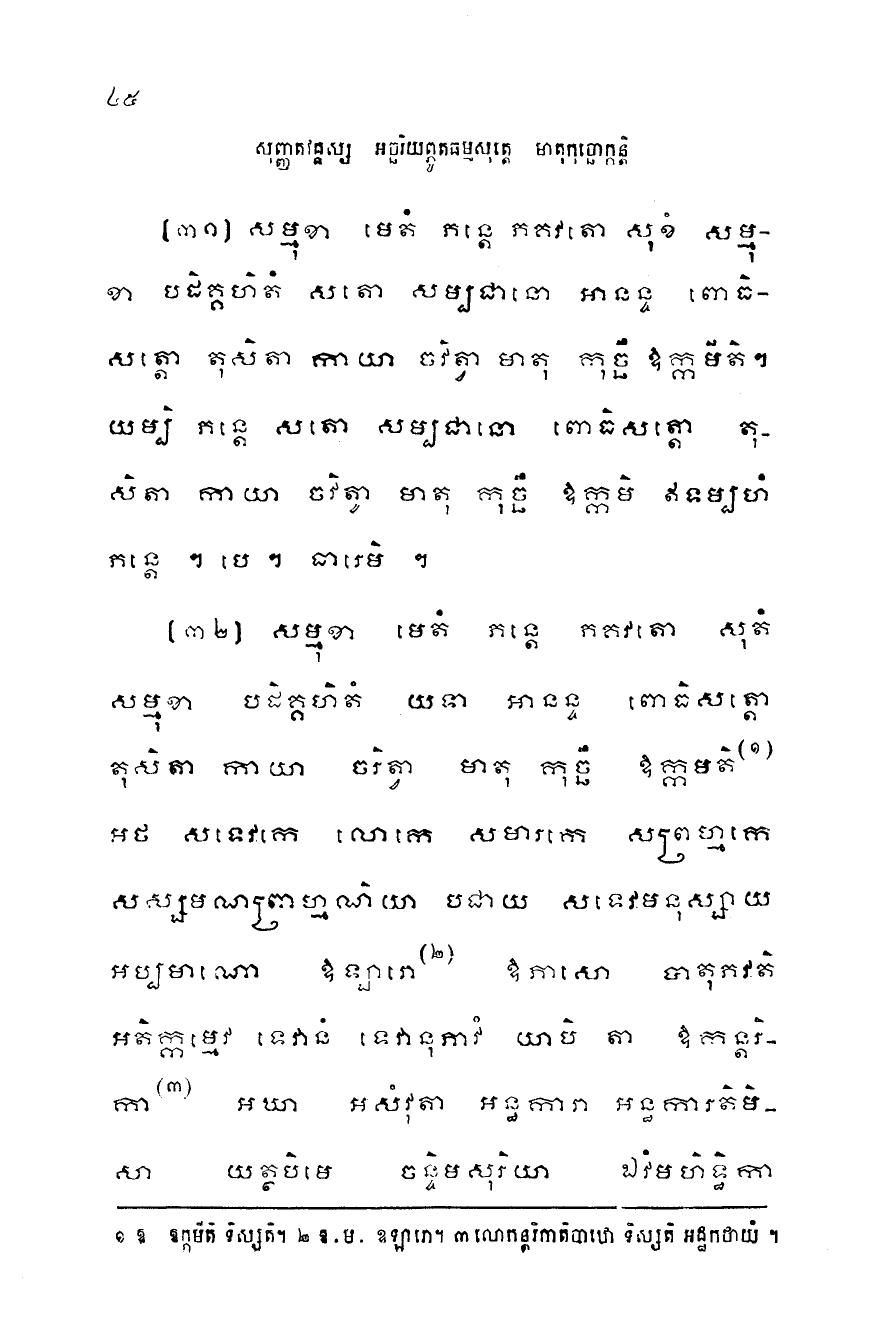 ៤៥
សុញ្ញតវគ្គស្ស អច្ឆរិយព្ភូតធម្មសុត្តេ មាតុកុច្ឆោក្កន្តិ
(៣១) សម្មុខា មេតំ ភន្តេ ភគវតោ សុខំ សម្មុ-
ខា បដិគ្គហិតំ សតោ សម្បជានោ អានន្ទ ពោធិ-
សត្តោ តុសិតា កាយា ចវិត្វា មាតុ កុច្ឆឹ ឱក្កមីតិ។
យម្បិ ភន្តេ សតោ សម្បជានោ ពោធិសត្តោ តុ-
សិតា កាយា ចវិត្វា មាតុ កុច្ឆឹ ឱក្កមិ ឥទម្បហំ
ភន្តេ ។ បេ ។ ធារេមិ ។
(៣២) សម្មុខា មេតំ ភន្តេ ភគវតោ សុតំ
សម្មុខា បដិគ្គហិតំ យទា អានន្ទ ពោធិសត្តោ
តុសិតា កាយា ចវិត្វា មាតុ កុច្ឆឹ ឱក្កមតិ(១)
អថ សទេវកេ លោកេ សមារកេ សព្រហ្មកេ
សស្សមណព្រាហ្មណិយា បជាយ សទេវមនុស្សាយ
អប្បមាណោ ឱឡារោ(២) ឱភាសោ បាតុភវតិ
អតិក្កម្មេវ ទេវានំ ទេវានុភាវំ យាបិ តា ឱកន្តរិ-
កា(៣) អឃា អសំវុតា អន្ធការា អន្ធការតិមិ-
សា យត្ថបិមេ ចន្ទិមសុរិយា ឯវំមហិទ្ធិកា
១ ឱ ឱក្កមីតិ ទិស្សតិ។ ២ ឱ.ម. ឧឡារោ។ ៣ លោកន្តរិកាតិបាឋោ ទិស្សតិ អដ្ឋកថាយំ ។